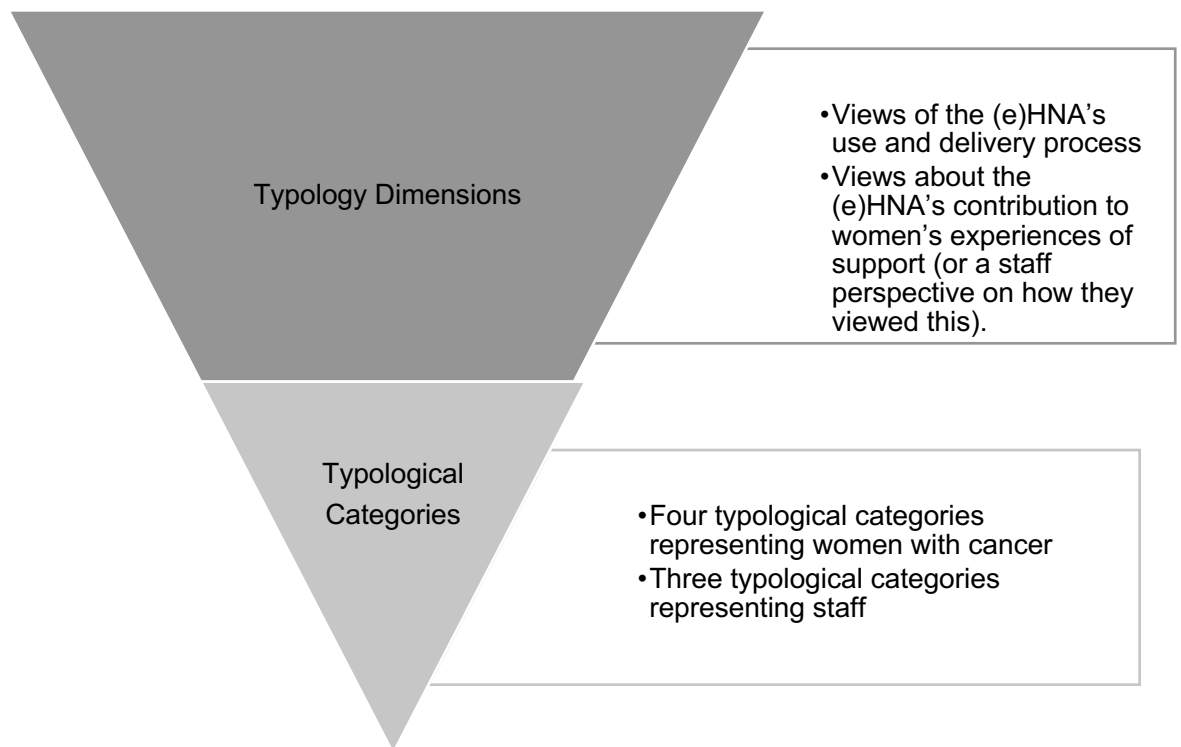 Typology Dimensions
•Views of the (e)HNA’s
use and delivery process
•Views about the
(e)HNA’s contribution to
women’s experiences of
support (or a staff
perspective on how they
viewed this).
Typological
Categories
•Four typological categories
representing women with cancer
•Three typological categories
representing staff